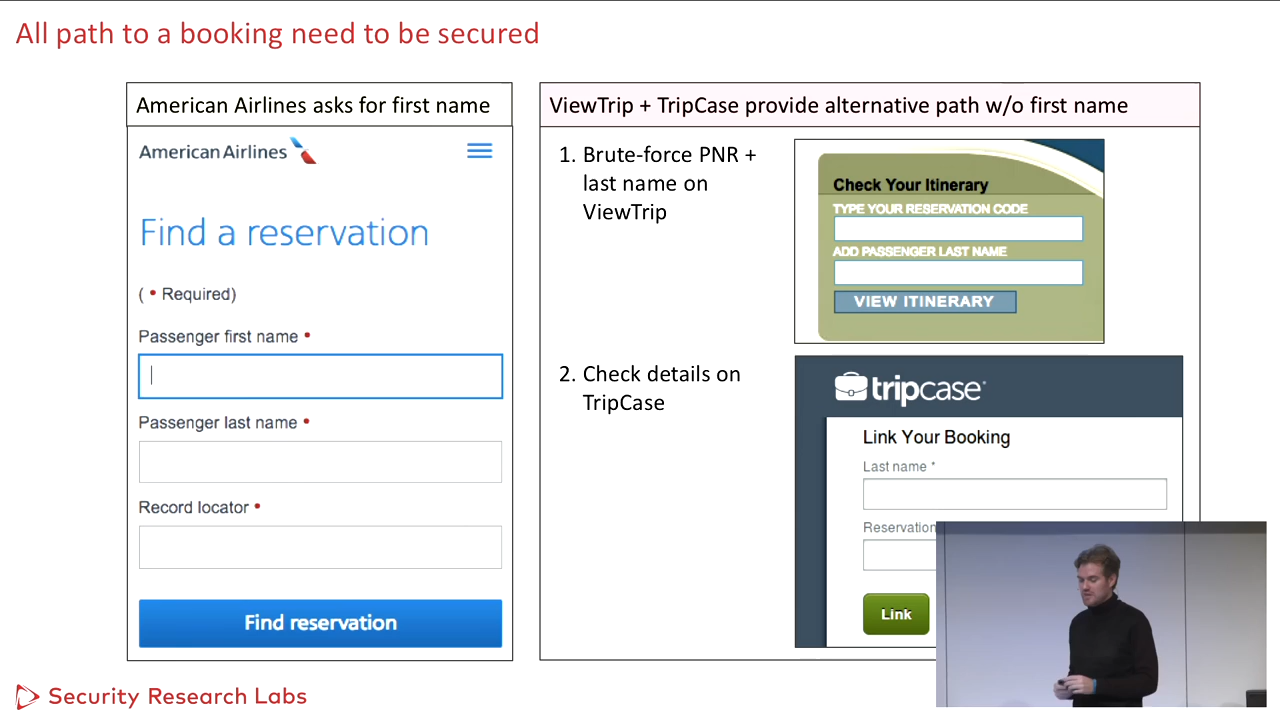 All path to a booking need to be secured
American Airlines asks for first name
AmericanAirlines
Find a reservation
( • Required)
Passenger first name •
Passenger last name •
Record locator •
Find reservation
ViewTrip + TripCase provide alternative path w/o first name
1. Brute-force PNR +
last name on
ViewTrip
Check Your Itinerary
TYPE YOUR RESERVATION CODE
ADD PASSENGER LAST NAME
VIEW ITINERARY
2. Check details on
TripCase
tripcase
Link Your Booking
Last name *
Reservation
Link
Security Research Labs